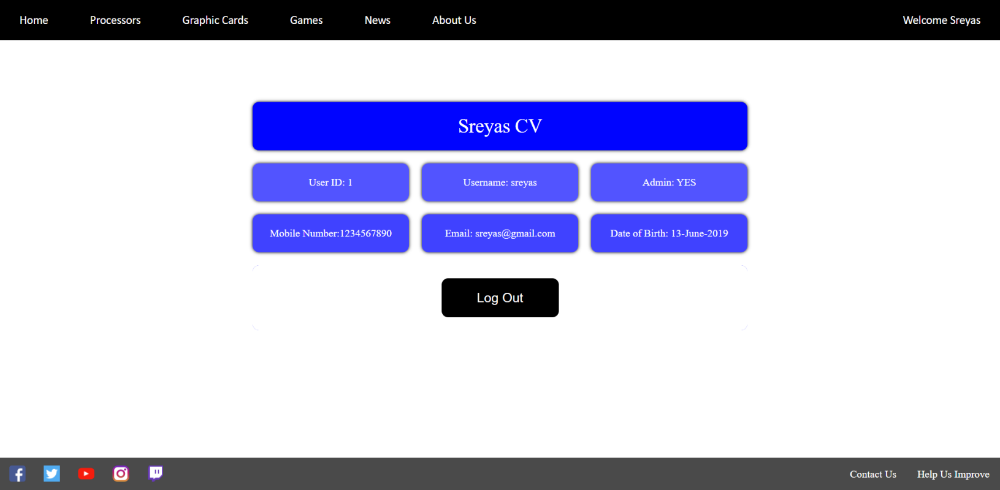 Home Processors Graphic Cards Games News About Us Welcome Sreyas
Sreyas CV
User ID: 1 Username: sreyas Admin: YES
Mobile Number:1234567890 Email: sreyas@gmail.com Date of Birth: 13-June-2019
Log Out
Contact Us Help Us Improve